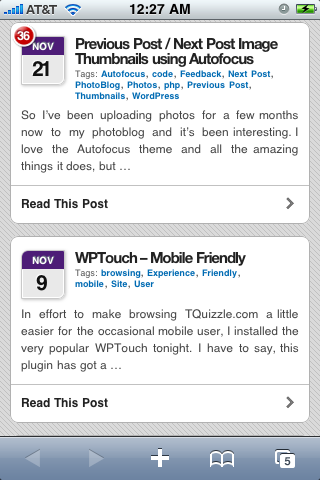 AT&T 12:27 AM
36
NOV
21
Previous Post / Next Post Image
Thumbnails using Autofocus
Tags: Autofocus, code, Feedback, Next Post,
PhotoBlog, Photos, php, Previous Post,
Thumbnails, WordPress
So I've been uploading photos for a few months
now to my photoblog and it's been interesting. I
love the Autofocus theme and all the amazing
things it does, but ...
Read This Post
NOV
9
WPTouch – Mobile Friendly
Tags: browsing, Experience, Friendly,
mobile, Site, User
In effort to make browsing TQuizzle.com a little
easier for the occasional mobile user, I installed the
very popular WPTouch tonight. I have to say, this
plugin has got a ...
Read This Post
5